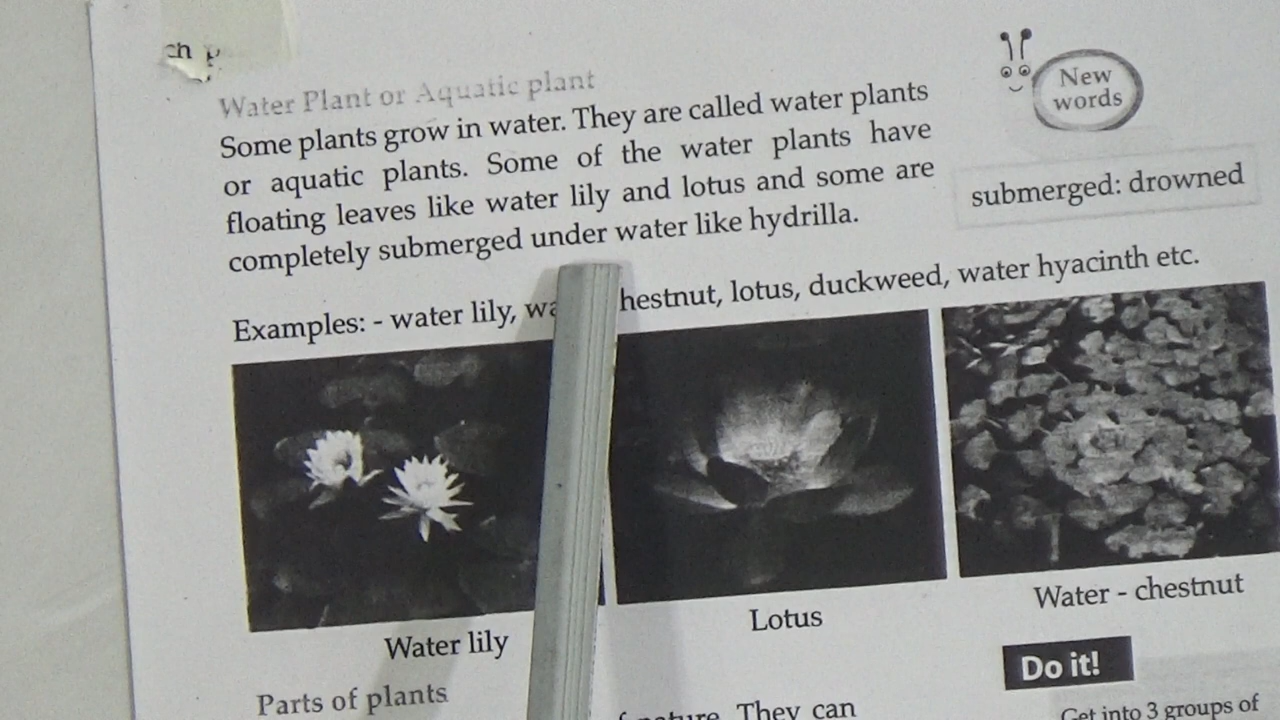 Water Plant or Aquatic plant
Some plants grow in water. They are called water plants
or aquatic plants. Some of the water plants have
floating leaves like water lily and lotus and some are
completely submerged under water like hydrilla.
New
words
submerged: drowned
Examples: - water lily, hestnut, lotus, duckweed, water hyacinth etc.
Water lily
Lotus
Water - chestnut
Parts of plants
nature. They can
Do it!
Get into 3 groups of